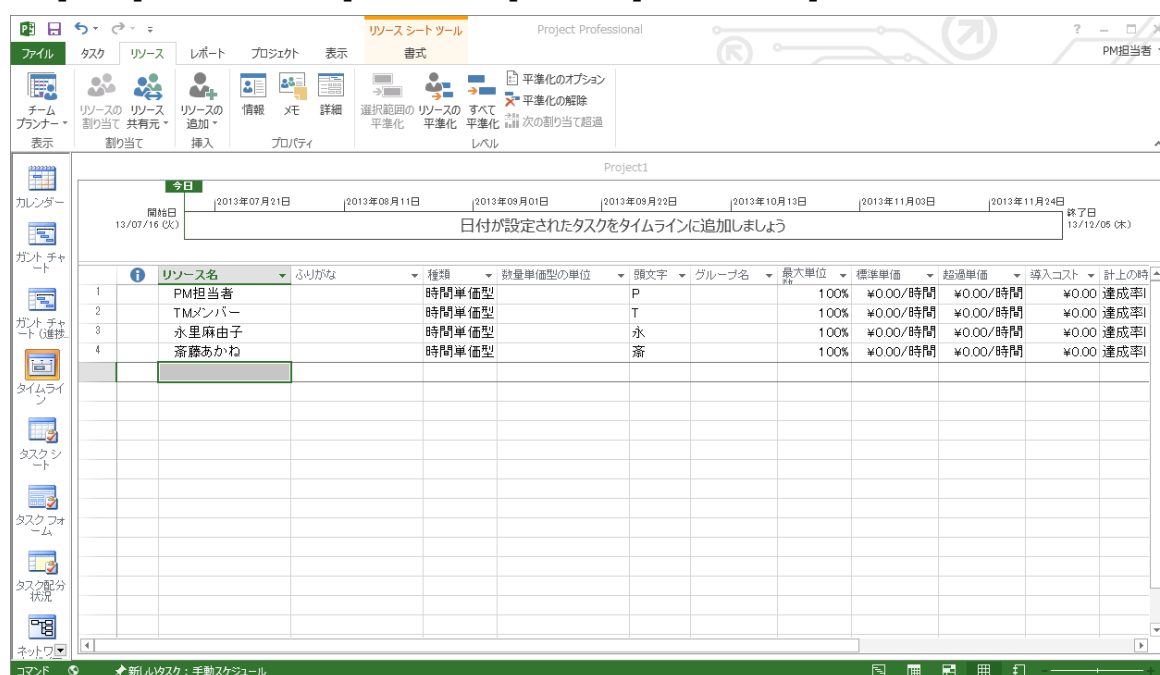 リソース シート ツール Project Professional ?
ファイル タスク リソース レポート プロジェクト 表示 書式 PM担当者
チーム プランナー
リソースの 割り当て
リソース 共有元
リソースの 追加
情報 メモ 詳細
選択範囲の 平準化
リソースの 平準化
すべて 平準化
平準化のオプション
平準化の解除
次の割り当て超過
表示 割り当て 挿入 プロパティ レベル
Project1
今日
2013年07月21日 2013年08月11日 2013年09月01日 2013年09月22日 2013年10月13日 2013年11月03日 2013年11月24日
開始日
13/07/16 (火)
日付が設定されたタスクをタイムラインに追加しましょう
終了日
13/12/05 (木)
リソース名 ふりがな 種類 数量単価型の単位 頭文字 グループ名 最大単位 標準単価 超過単価 導入コスト 計上の時
1 PM担当者 時間単価型 P 100% ¥0.00/時間 ¥0.00/時間 ¥0.00 達成率
2 TMメンバー 時間単価型 T 100% ¥0.00/時間 ¥0.00/時間 ¥0.00 達成率
3 永里麻由子 時間単価型 永 100% ¥0.00/時間 ¥0.00/時間 ¥0.00 達成率
4 斎藤あかね 時間単価型 斎 100% ¥0.00/時間 ¥0.00/時間 ¥0.00 達成率
カレンダー
ガント チャ
ート
ガント チャ
ート (進捗
タイムライ
ン
タスク シ
ート
タスク フォ
ーム
タスク配分
状況
ネットワ
コマンド 新しいタスク : 手動スケジュール